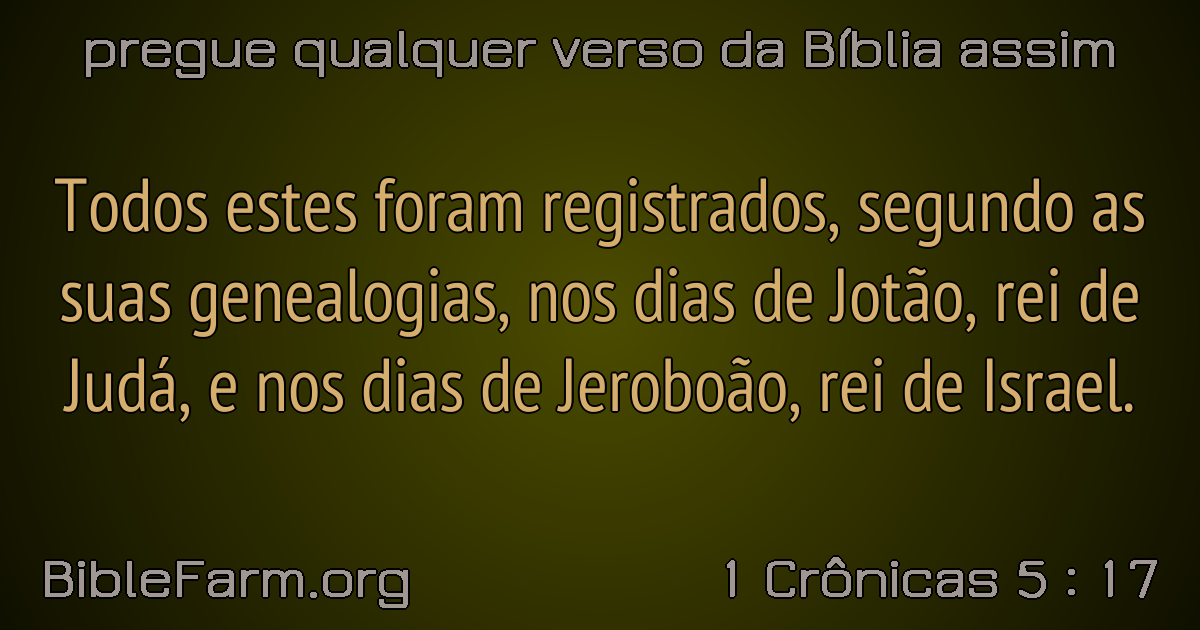 pregue qualquer verso da Bíblia assim
Todos estes foram registrados, segundo as
suas genealogias, nos dias de Jotão, rei de
Judá, e nos dias de Jeroboão, rei de Israel.
BibleFarm.org
1 Crônicas 5 : 17